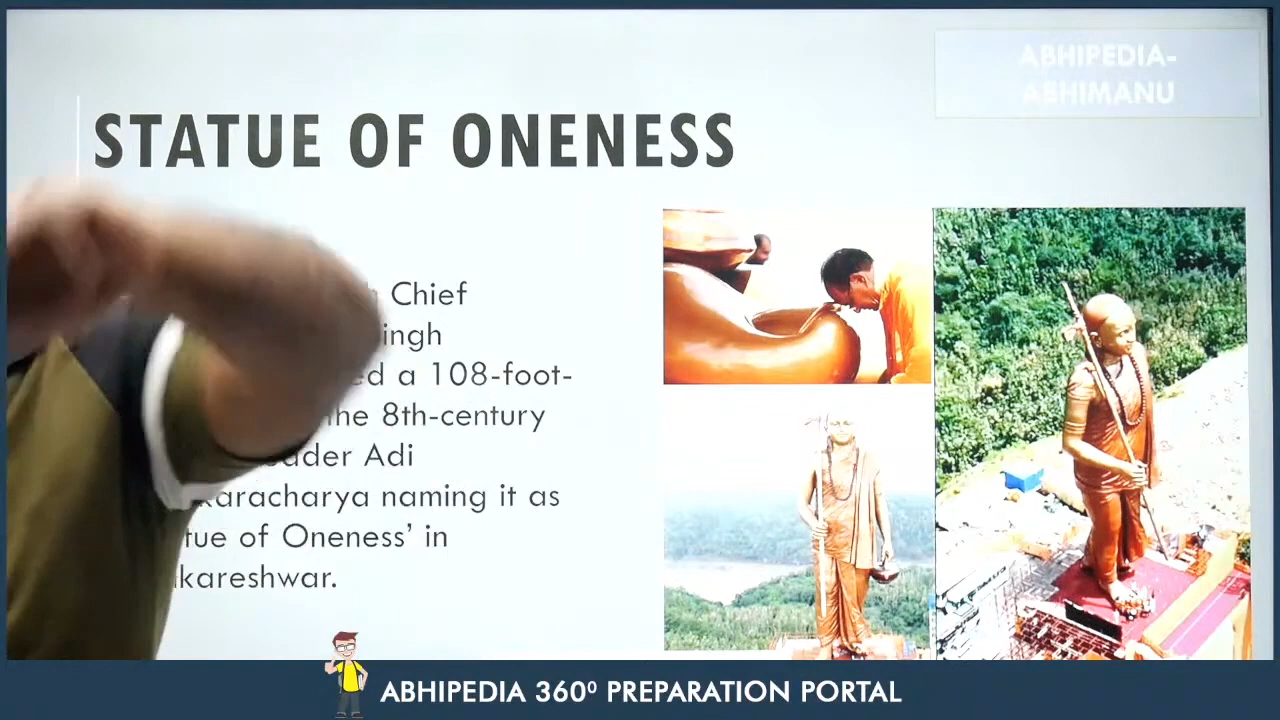 ABHIPEDIA-
ABHIMANU
STATUE OF ONENESS
Chief
ingh
ed a 108-foot-
he 8th-century
ader Adi
karacharya naming it as
tue of Oneness’ in
kareshwar.
ABHIPEDIA 360⁰ PREPARATION PORTAL